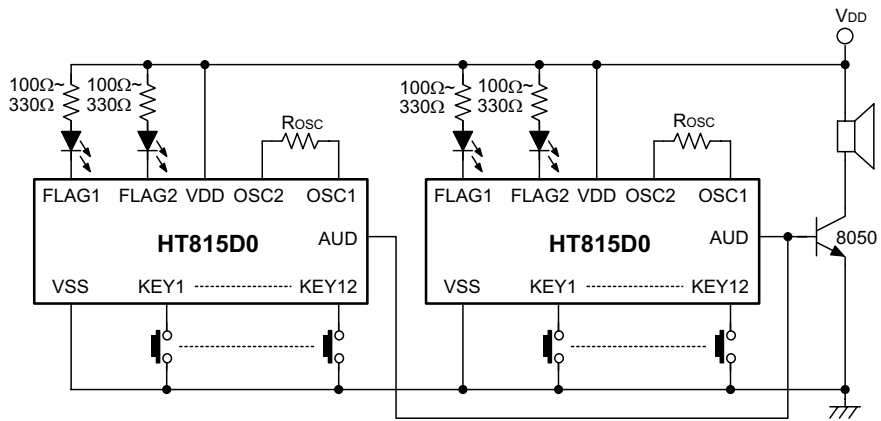 VDD
100Ω~ 100Ω~ 100Ω~ 100Ω~
330Ω 330Ω 330Ω 330Ω
ROSC ROSC
FLAG1 FLAG2 VDD OSC2 OSC1 FLAG1 FLAG2 VDD OSC2 OSC1
HT815D0 AUD HT815D0 AUD 8050
VSS KEY1 KEY12 VSS KEY1 KEY12